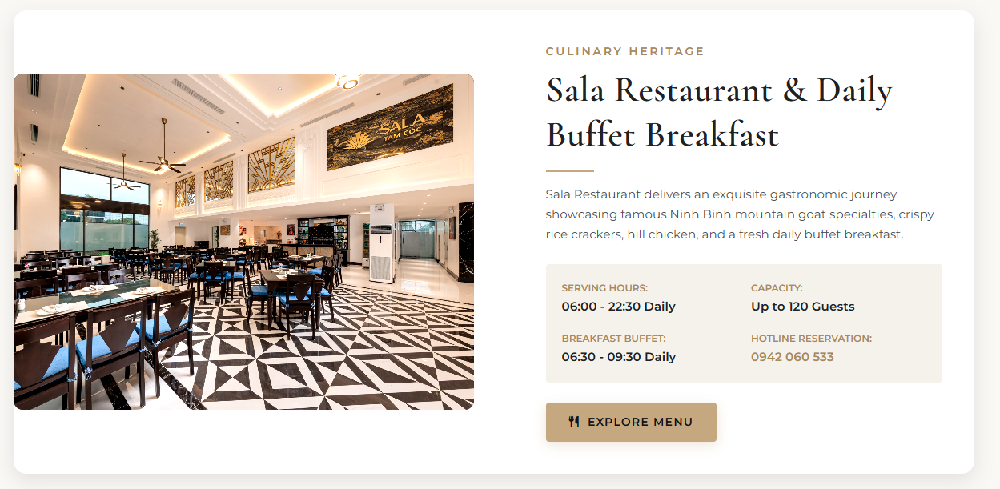 SALA
TAM CỐC
CULINARY HERITAGE
Sala Restaurant & Daily
Buffet Breakfast
Sala Restaurant delivers an exquisite gastronomic journey
showcasing famous Ninh Binh mountain goat specialties, crispy
rice crackers, hill chicken, and a fresh daily buffet breakfast.
SERVING HOURS:
06:00 - 22:30 Daily
CAPACITY:
Up to 120 Guests
BREAKFAST BUFFET:
06:30 - 09:30 Daily
HOTLINE RESERVATION:
0942 060 533
EXPLORE MENU